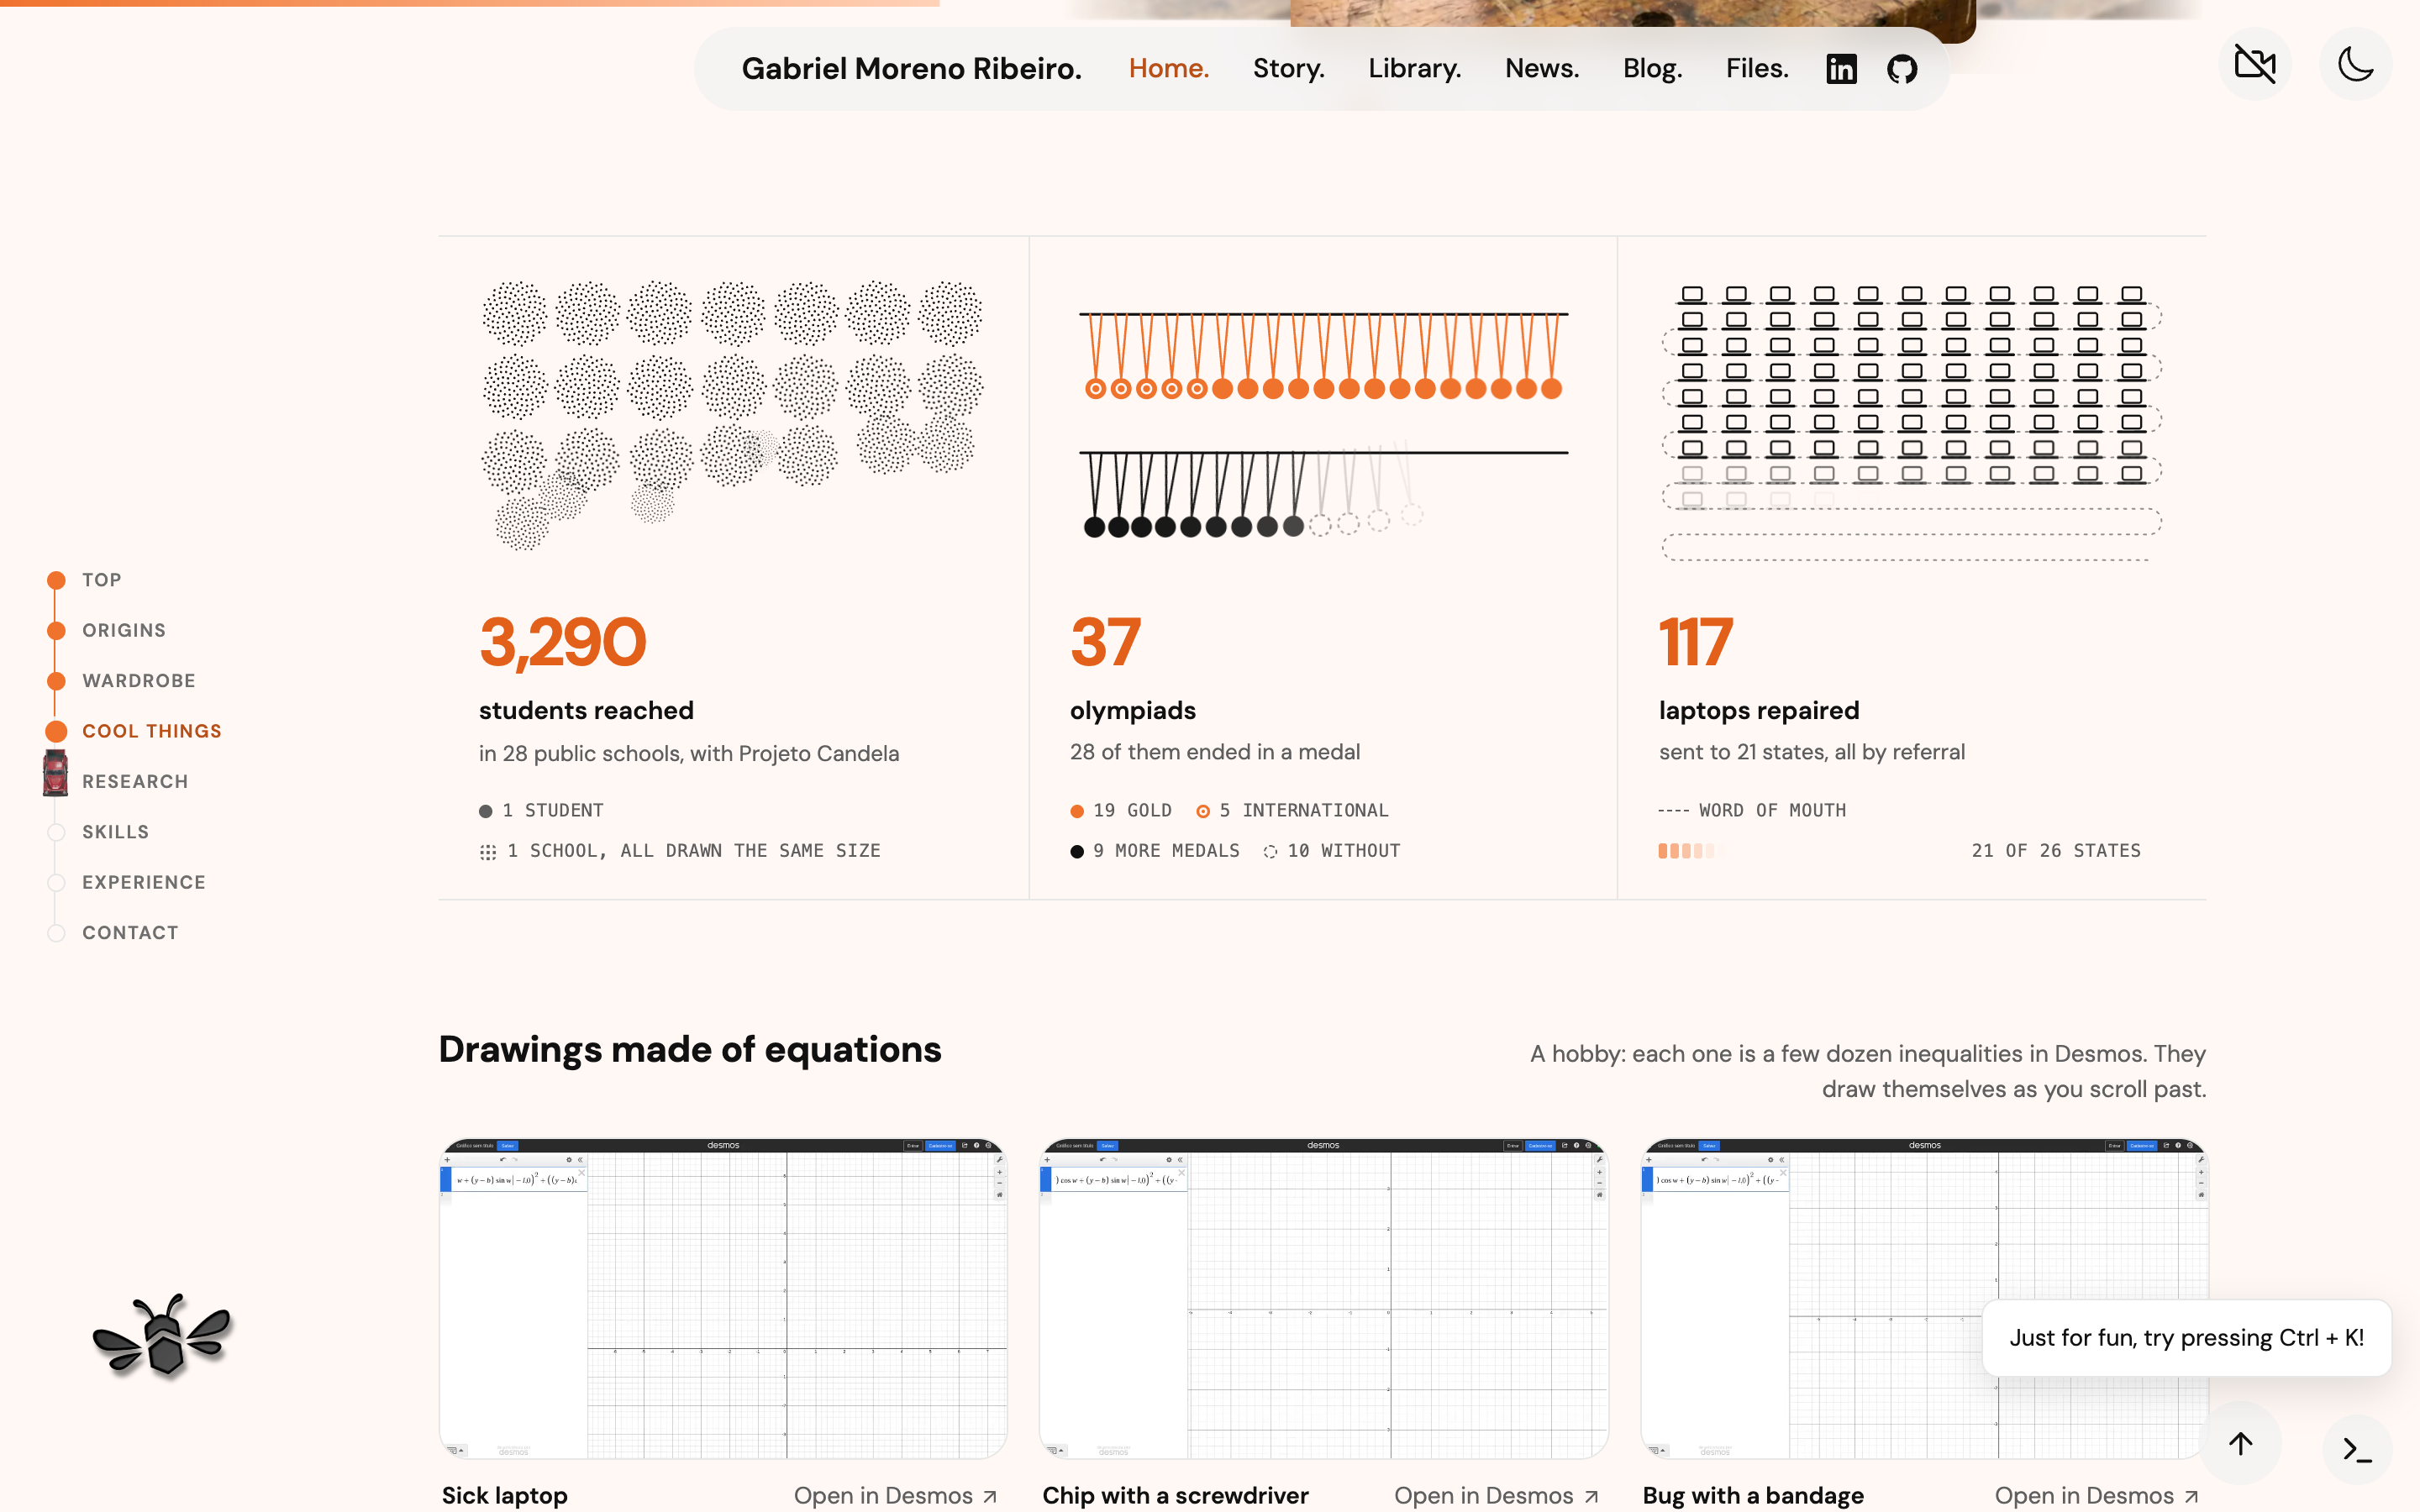 Gabriel Moreno Ribeiro. Home. Story. Library. News. Blog. Files.
TOP
ORIGINS
WARDROBE
COOL THINGS
RESEARCH
SKILLS
EXPERIENCE
CONTACT
3,290
students reached
in 28 public schools, with Projeto Candela
1 STUDENT
1 SCHOOL, ALL DRAWN THE SAME SIZE
37
olympiads
28 of them ended in a medal
19 GOLD 5 INTERNATIONAL
9 MORE MEDALS 10 WITHOUT
117
laptops repaired
sent to 21 states, all by referral
WORD OF MOUTH
21 OF 26 STATES
Drawings made of equations
A hobby: each one is a few dozen inequalities in Desmos. They
draw themselves as you scroll past.
desmos
desmos
desmos
Just for fun, try pressing Ctrl + K!
Sick laptop Open in Desmos
Chip with a screwdriver Open in Desmos
Bug with a bandage Open in Desmos